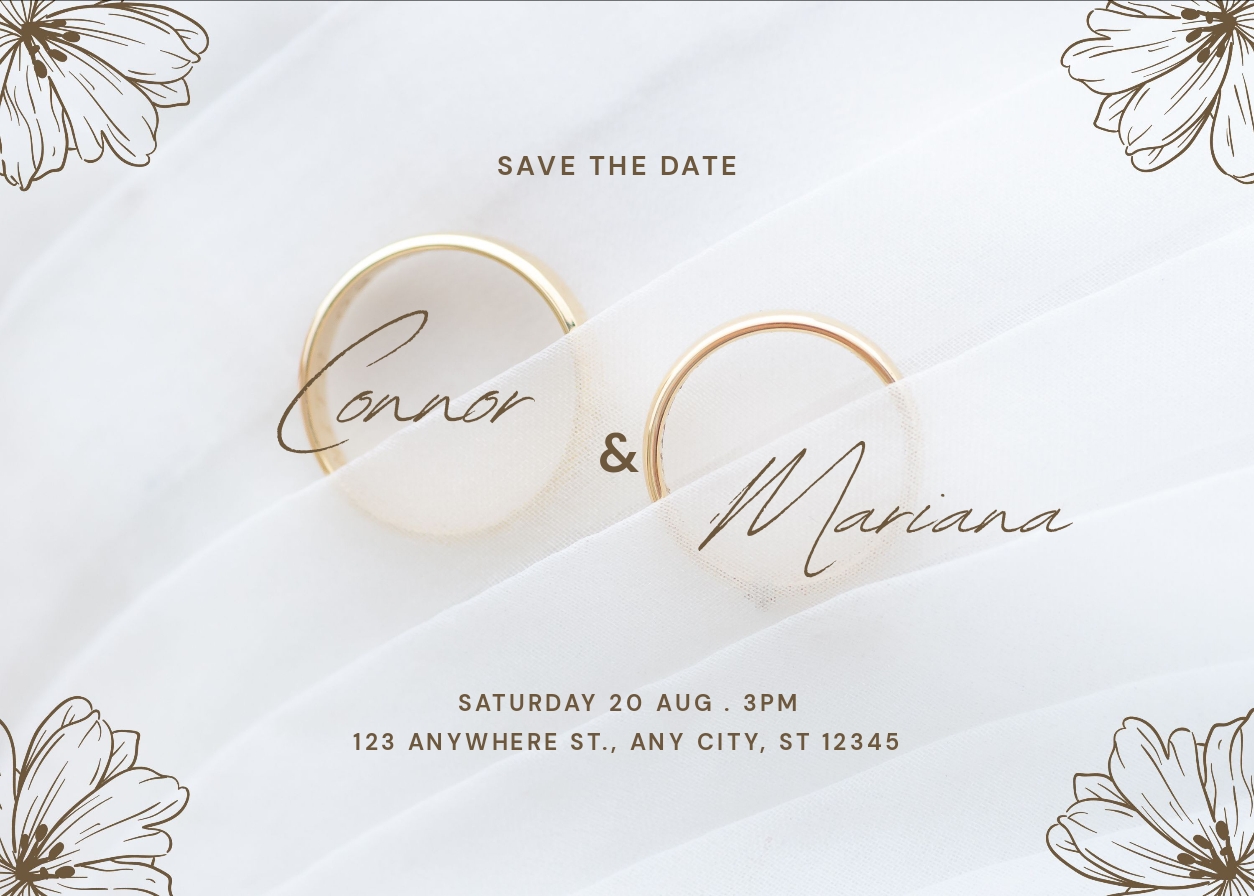 SAVE THE DATE
Connor
&
Mariana
SATURDAY 20 AUG . 3PM
123 ANYWHERE ST., ANY CITY, ST 12345